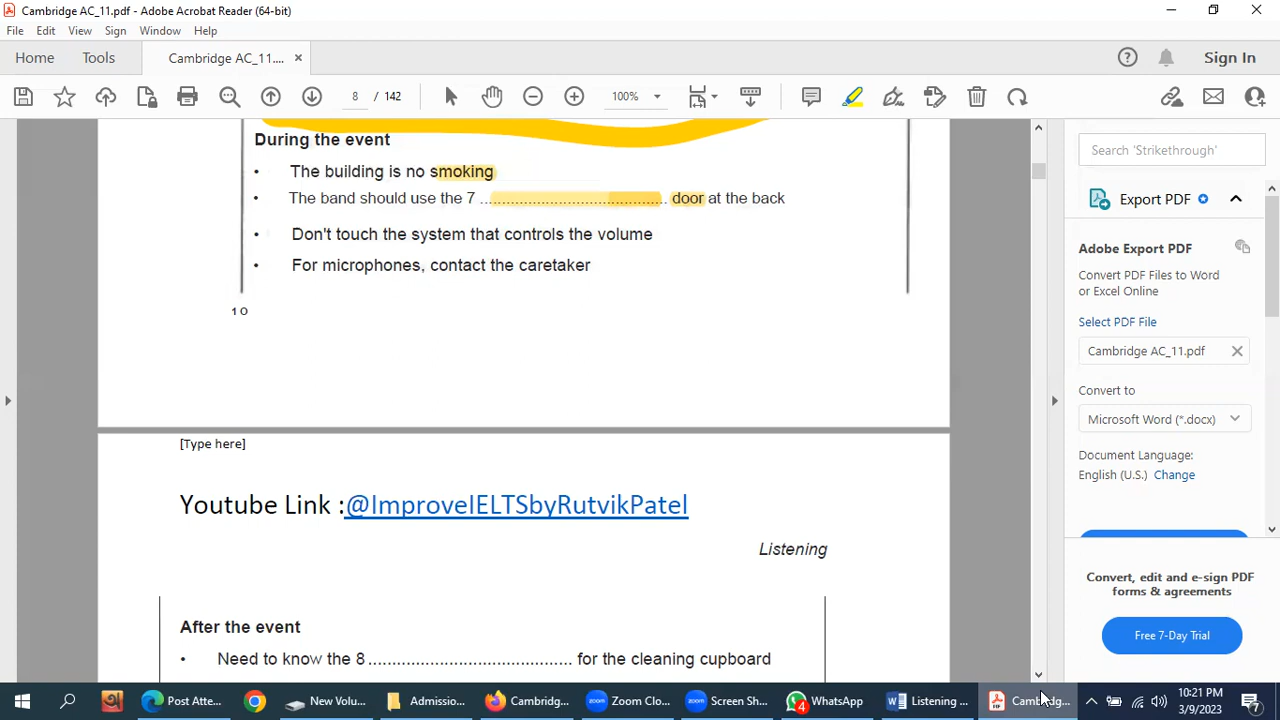 Cambridge AC_11.pdf - Adobe Acrobat Reader (64-bit)
File Edit View Sign Window Help
Home Tools Cambridge AC_11.... × Sign In
8 / 142 100%
Search 'Strikethrough'
During the event
• The building is no smoking
• The band should use the 7 ................................... door at the back
• Don't touch the system that controls the volume
• For microphones, contact the caretaker
10
Export PDF
Adobe Export PDF
Convert PDF Files to Word
or Excel Online
Select PDF File
Cambridge AC_11.pdf
Convert to
Microsoft Word (*.docx)
Document Language:
English (U.S.) Change
[Type here]
Youtube Link :@ImproveIELTSbyRutvikPatel
Listening
After the event
• Need to know the 8 ........................................... for the cleaning cupboard
Convert, edit and e-sign PDF
forms & agreements
Free 7-Day Trial
Post Atte... New Volu... Admissio... Cambridg... Zoom Clo... Screen Sh... 4 WhatsApp Listening ... Cambridg... 10:21 PM
3/9/2023 7